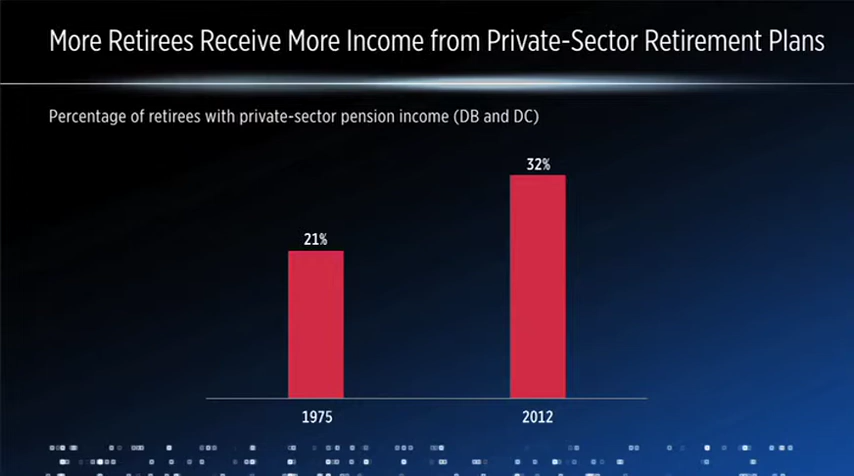 More Retirees Receive More Income from Private-Sector Retirement Plans
Percentage of retirees with private-sector pension income (DB and DC)
32%
21%
1975
2012